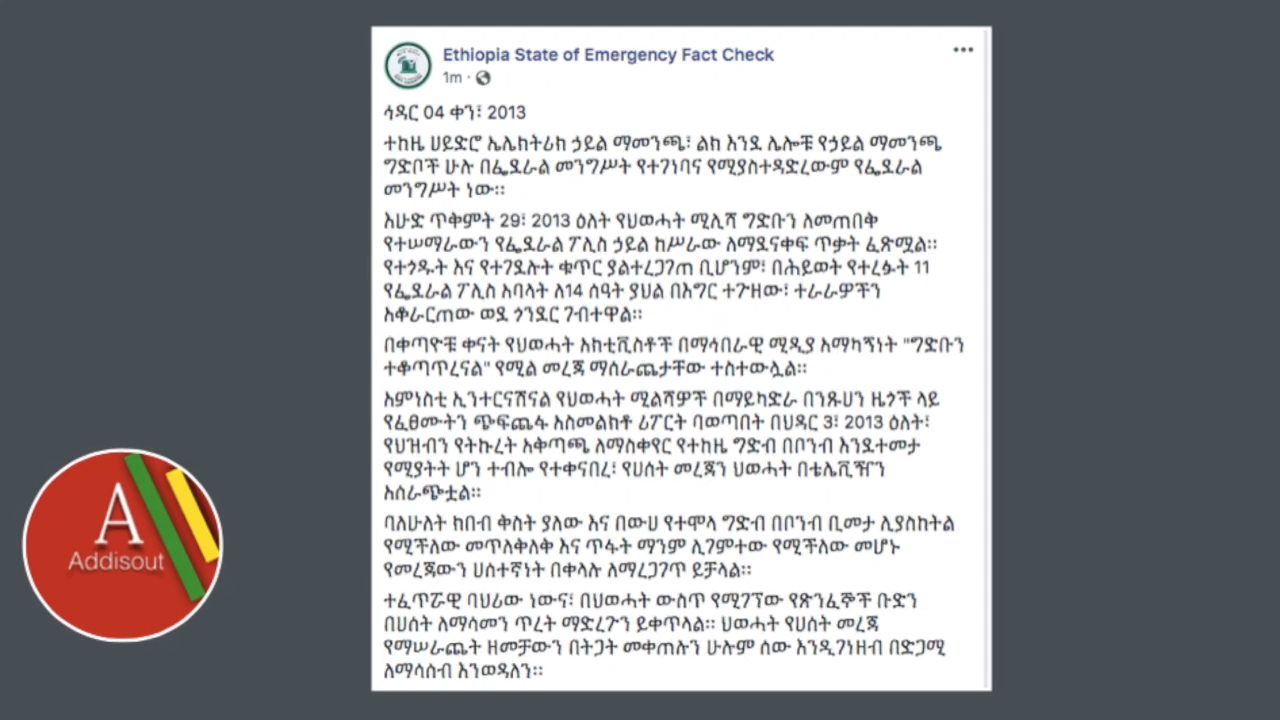 Ethiopia State of Emergency Fact Check
1m
ኅዳር 04 ቀን፣ 2013
ተከዜ ሀይድሮ ኤሌክትሪክ ኃይል ማመንጫ፣ ልክ እንደ ሌሎቹ የኃይል ማመንጫ
ግድቦች ሁሉ በፌደራል መንግሥት የተገነባና የሚያስተዳድረውም የፌደራል
መንግሥት ነው።
እሁድ ጥቅምት 29፣ 2013 ዕለት የህወሓት ሚሊሻ ግድቡን ለመጠበቅ
የተሠማራውን የፌደራል ፖሊስ ኃይል ከሥራው ለማደናቀፍ ጥቃት ፈጽሟል።
የተጎዱት እና የተገደሉት ቁጥር ያልተረጋገጠ ቢሆንም፣ በሕይወት የተረፉት 11
የፌደራል ፖሊስ አባላት ለ14 ሰዓት ያህል በእግር ተጉዘው፣ ተራራዎችን
አቆራርጠው ወደ ጎንደር ገብተዋል።
በቀጣዮቹ ቀናት የህወሓት አክቲቪስቶች በማኅበራዊ ሚዲያ አማካኝነት "ግድቡን
ተቆጣጥረናል" የሚል መረጃ ማሰራጨታቸው ተስተውሏል።
አምነስቲ ኢንተርናሽናል የህወሓት ሚልሻዎች በማይካድራ በንጹሀን ዜጎች ላይ
የፈፀሙትን ጭፍጨፋ አስመልክቶ ሪፖርት ባወጣበት በህዳር 3፣ 2013 ዕለት፣
የህዝብን የትኩረት አቅጣጫ ለማስቀየር የተከዜ ግድብ በቦንብ እንደተመታ
የሚያትት ሆን ተብሎ የተቀናበረ፣ የሀሰት መረጃን ህወሓት በቴሌቪዥን
አሰራጭቷል።
ባለሁለት ክበብ ቅስት ያለው እና በውሀ የተሞላ ግድብ በቦንብ ቢመታ ሊያስከትል
የሚችለው መጥለቅለቅ እና ጥፋት ማንም ሊገምተው የሚችለው መሆኑ
የመረጃውን ሀሰተኛነት በቀላሉ ለማረጋገጥ ይቻላል።
ተፈጥሯዊ ባህሪው ነውና፣ በህወሓት ውስጥ የሚገኘው የጽንፈኞች ቡድን
በሀሰት ለማሳመን ጥረት ማድረጉን ይቀጥላል። ህወሓት የሀሰት መረጃ
የማሠራጨት ዘመቻውን በትጋት መቀጠሉን ሁሉም ሰው እንዲገነዘብ በድጋሚ
ለማሳሰብ እንወዳለን።
A
Addisout